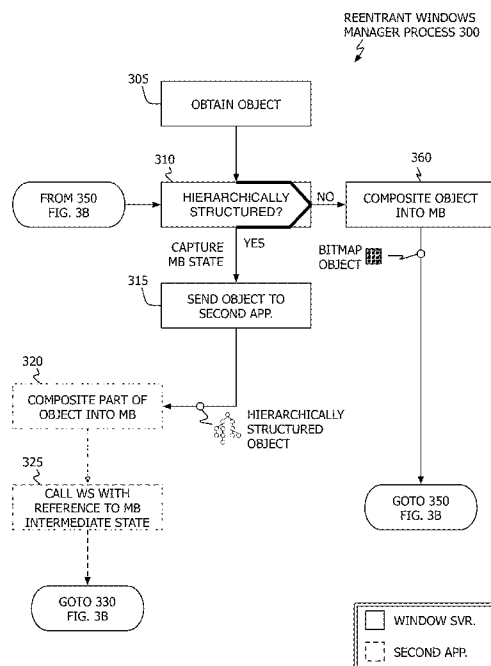 REENTRANT WINDOWS
MANAGER PROCESS 300
305
OBTAIN OBJECT
310
360
FROM 350
FIG. 3B
HIERARCHICALLY
STRUCTURED?
NO
COMPOSITE OBJECT
INTO MB
CAPTURE
MB STATE
YES
BITMAP
OBJECT
315
SEND OBJECT TO
SECOND APP.
320
COMPOSITE PART OF
OBJECT INTO MB
HIERARCHICALLY
STRUCTURED
OBJECT
325
CALL WS WITH
REFERENCE TO MB
INTERMEDIATE STATE
GOTO 350
FIG. 3B
GOTO 330
FIG. 3B
WINDOW SVR.
SECOND APP.